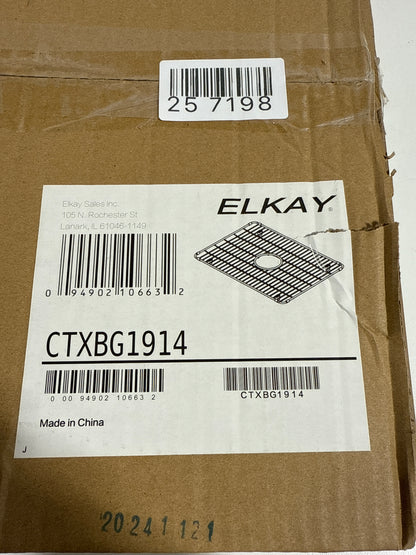 25 7198
Elkay Sales Inc.
105 N. Rochester St
Lanark, IL 61046-1149
ELKAY®
0 94902 10663 2
CTXBG1914
0 00 94902 10663 2
CTXBG1914
Made in China
J
20241121